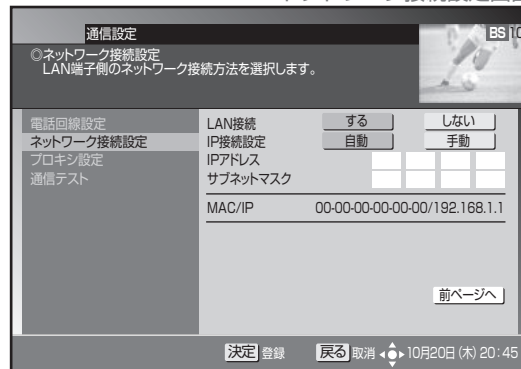 通信設定
BS 10
◎ネットワーク接続設定
LAN端子側のネットワーク接続方法を選択します。
電話回線設定
ネットワーク接続設定
プロキシ設定
通信テスト
LAN接続 する しない
IP接続設定 自動 手動
IPアドレス
サブネットマスク
MAC/IP 00-00-00-00-00-00/192.168.1.1
前ページへ
決定 登録 戻る 取消 10月20日(木) 20:45